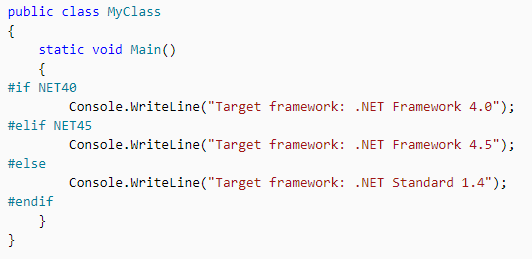 public class MyClass
{
    static void Main()
    {
#if NET40
        Console.WriteLine("Target framework: .NET Framework 4.0");
#elif NET45
        Console.WriteLine("Target framework: .NET Framework 4.5");
#else
        Console.WriteLine("Target framework: .NET Standard 1.4");
#endif
    }
}